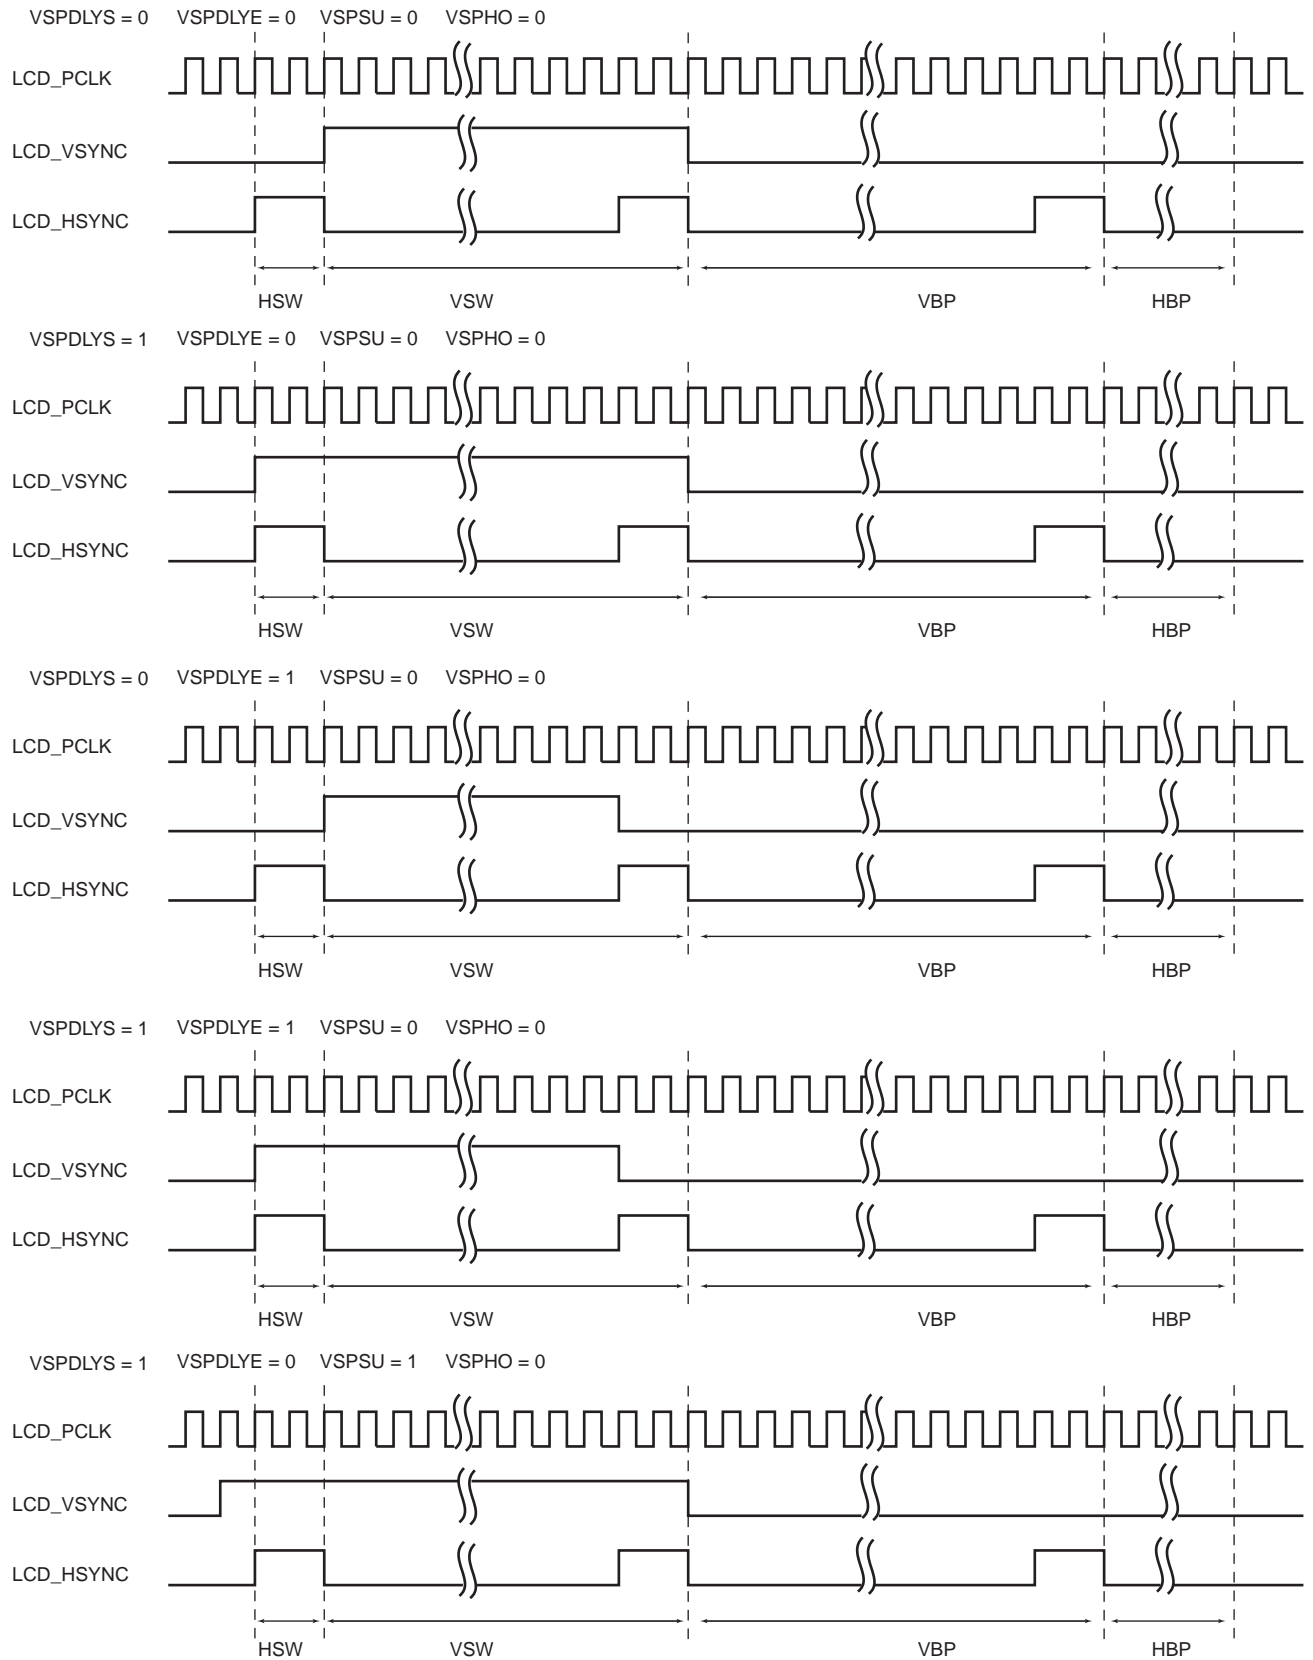 VSPDLYS = 0 VSPDLYE = 0 VSPSU = 0 VSPHO = 0
LCD_PCLK
LCD_VSYNC
LCD_HSYNC
HSW VSW VBP HBP
VSPDLYS = 1 VSPDLYE = 0 VSPSU = 0 VSPHO = 0
LCD_PCLK
LCD_VSYNC
LCD_HSYNC
HSW VSW VBP HBP
VSPDLYS = 0 VSPDLYE = 1 VSPSU = 0 VSPHO = 0
LCD_PCLK
LCD_VSYNC
LCD_HSYNC
HSW VSW VBP HBP
VSPDLYS = 1 VSPDLYE = 1 VSPSU = 0 VSPHO = 0
LCD_PCLK
LCD_VSYNC
LCD_HSYNC
HSW VSW VBP HBP
VSPDLYS = 1 VSPDLYE = 0 VSPSU = 1 VSPHO = 0
LCD_PCLK
LCD_VSYNC
LCD_HSYNC
HSW VSW VBP HBP